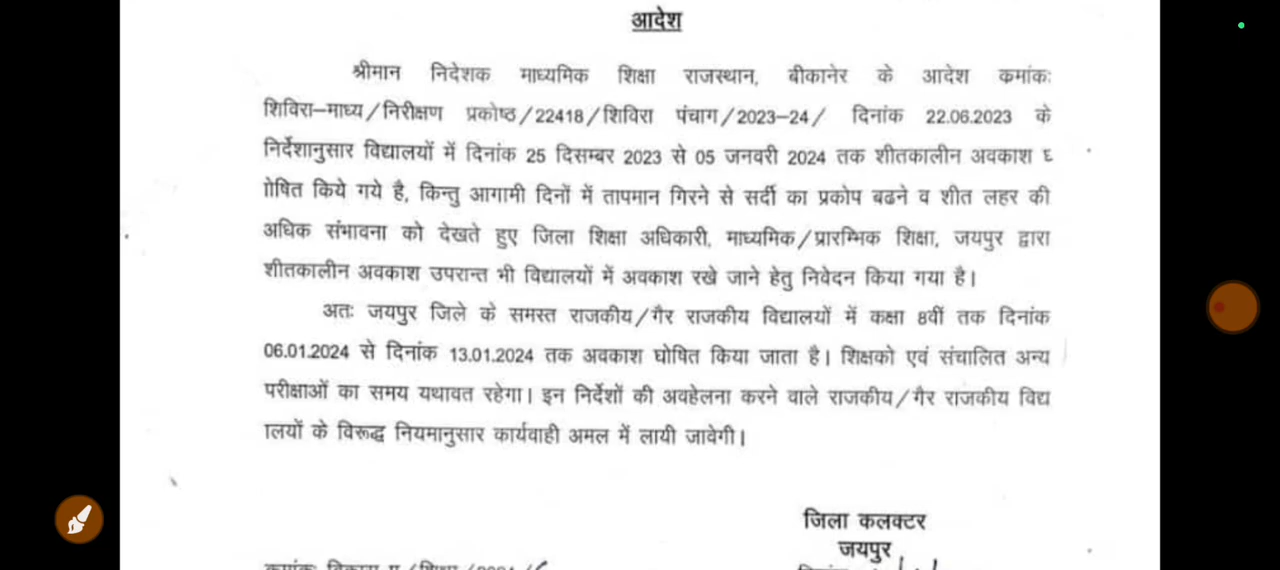 आदेश
श्रीमान निदेशक माध्यमिक शिक्षा राजस्थान, बीकानेर के आदेश कमांकः
शिविरा–माध्य/निरीक्षण प्रकोष्ठ/22418/शिविरा पंचाग/2023–24/ दिनांक 22.06.2023 के
निर्देशानुसार विद्यालयों में दिनांक 25 दिसम्बर 2023 से 05 जनवरी 2024 तक शीतकालीन अवकाश घ
ाोषित किये गये है, किन्तु आगामी दिनों में तापमान गिरने से सर्दी का प्रकोप बढने व शीत लहर की
अधिक संभावना को देखते हुए जिला शिक्षा अधिकारी, माध्यमिक/प्रारम्भिक शिक्षा, जयपुर द्वारा
शीतकालीन अवकाश उपरान्त भी विद्यालयों में अवकाश रखे जाने हेतु निवेदन किया गया है।
अतः जयपुर जिले के समस्त राजकीय/गैर राजकीय विद्यालयों में कक्षा 8वीं तक दिनांक
06.01.2024 से दिनांक 13.01.2024 तक अवकाश घोषित किया जाता है। शिक्षको एवं संचालित अन्य
परीक्षाओं का समय यथावत रहेगा। इन निर्देशों की अवहेलना करने वाले राजकीय/गैर राजकीय विद्य
ालयों के विरूद्ध नियमानुसार कार्यवाही अमल में लायी जावेगी।
जिला कलक्टर
जयपुर